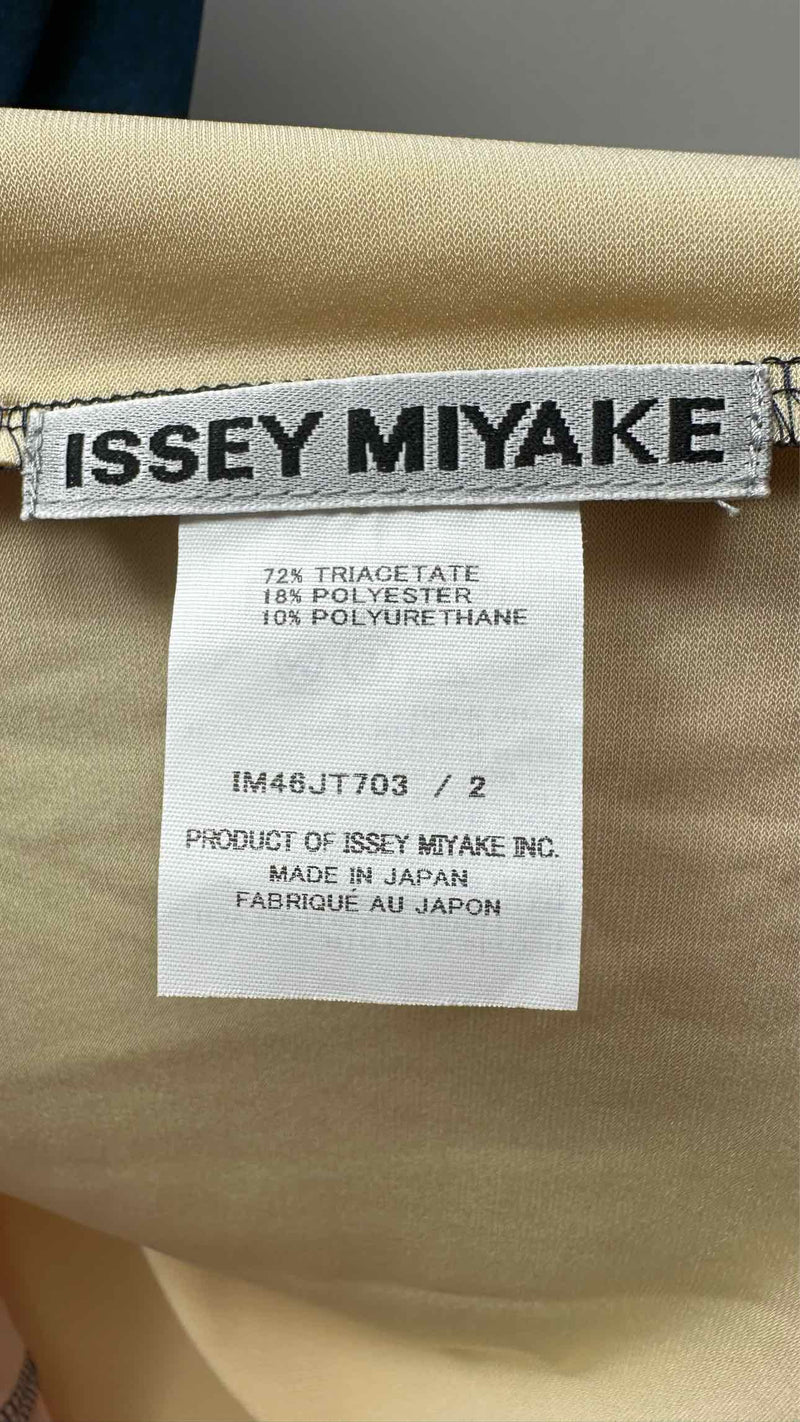 ISSEY MIYAKE
72% TRIACETATE
18% POLYESTER
10% POLYURETHANE
IM46JT703 / 2
PRODUCT OF ISSEY MIYAKE INC.
MADE IN JAPAN
FABRIQUÉ AU JAPON